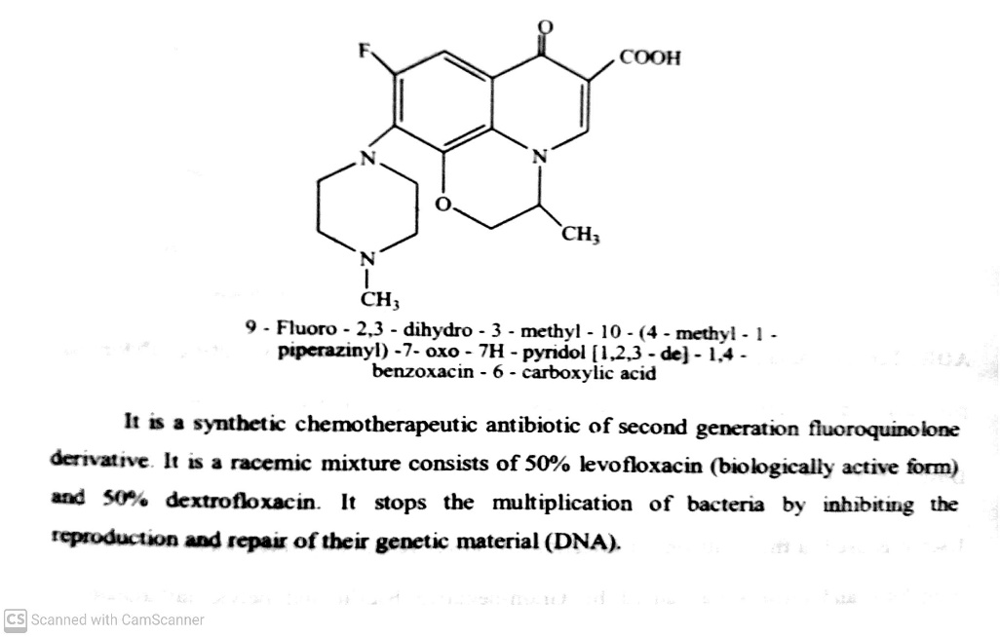 O
F
COOH
N
N
O
CH3
N
CH3
9 - Fluoro - 2,3 - dihydro - 3 - methyl - 10 - (4 - methyl - 1 -
piperazinyl) -7- oxo - 7H - pyridol [1,2,3 - de] - 1,4 -
benzoxacin - 6 - carboxylic acid
It is a synthetic chemotherapeutic antibiotic of second generation fluoroquinolone
derivative. It is a racemic mixture consists of 50% levofloxacin (biologically active form)
and 50% dextrofloxacin. It stops the multiplication of bacteria by inhibiting the
reproduction and repair of their genetic material (DNA).
CS Scanned with CamScanner